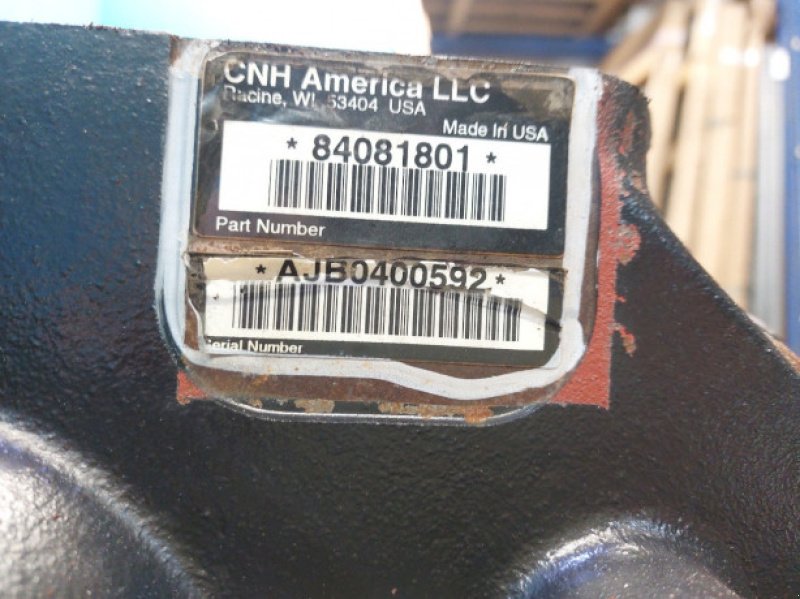 CNH America LLC
Racine, WI 53404 USA
Made In USA
* 84081801 *
Part Number
* AJB0400592 *
Serial Number